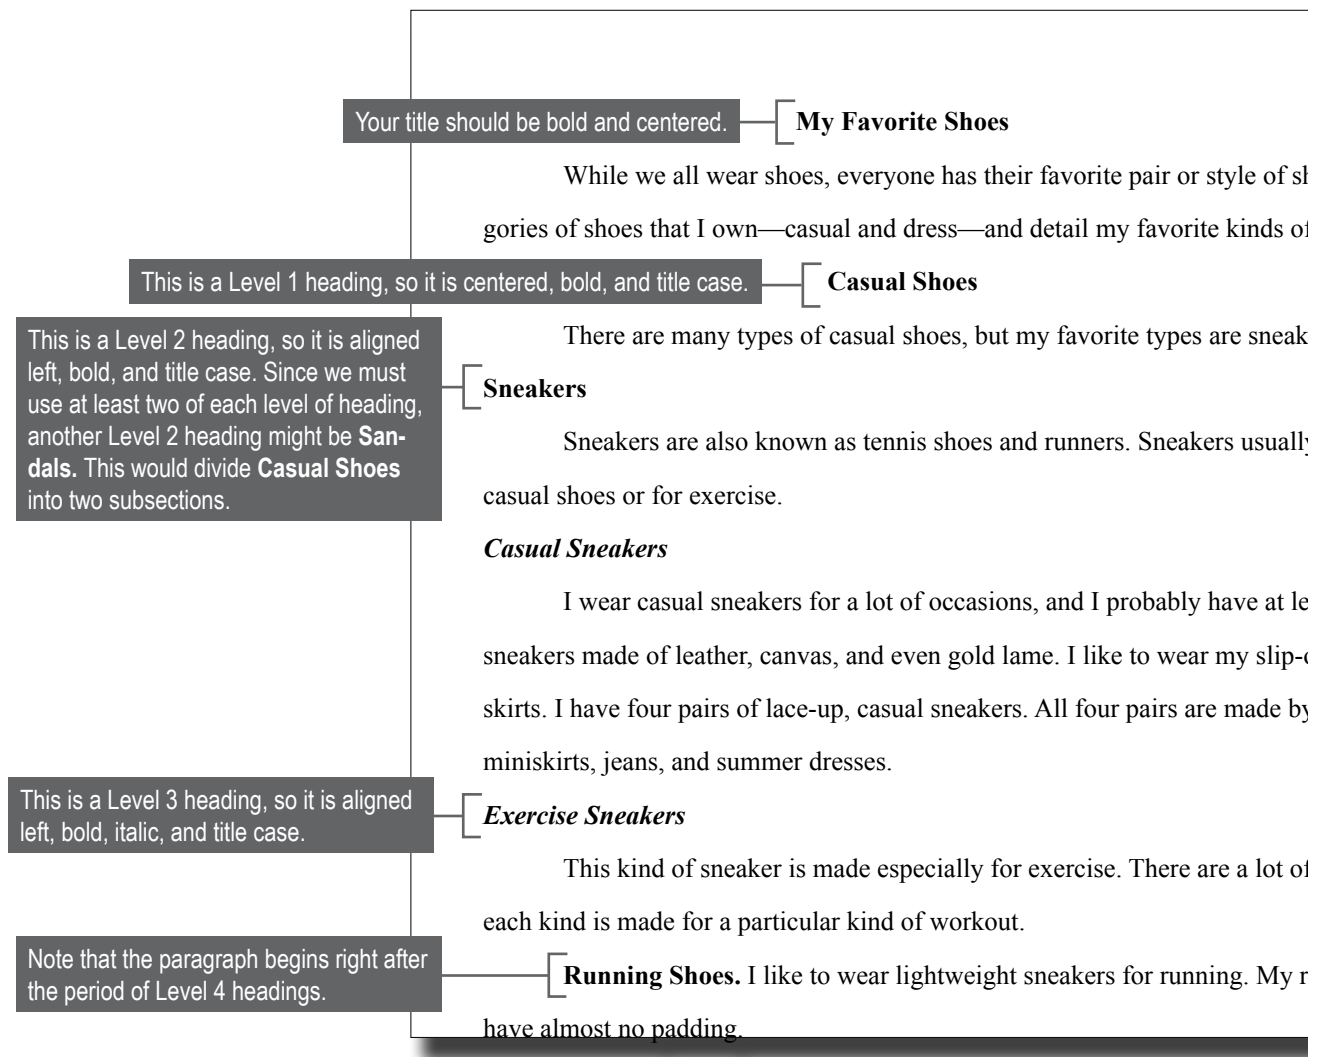 Your title should be bold and centered.
My Favorite Shoes
While we all wear shoes, everyone has their favorite pair or style of
gories of shoes that I own—casual and dress—and detail my favorite kinds of
This is a Level 1 heading, so it is centered, bold, and title case.
Casual Shoes
There are many types of casual shoes, but my favorite types are sneak
This is a Level 2 heading, so it is aligned
left, bold, and title case. Since we must
use at least two of each level of heading,
another Level 2 heading might be San-
dals. This would divide Casual Shoes
into two subsections.
Sneakers
Sneakers are also known as tennis shoes and runners. Sneakers usually
casual shoes or for exercise.
Casual Sneakers
I wear casual sneakers for a lot of occasions, and I probably have at le
sneakers made of leather, canvas, and even gold lame. I like to wear my slip-
skirts. I have four pairs of lace-up, casual sneakers. All four pairs are made by
miniskirts, jeans, and summer dresses.
This is a Level 3 heading, so it is aligned
left, bold, italic, and title case.
Exercise Sneakers
This kind of sneaker is made especially for exercise. There are a lot of
each kind is made for a particular kind of workout.
Note that the paragraph begins right after
the period of Level 4 headings.
Running Shoes. I like to wear lightweight sneakers for running. My r
have almost no padding.